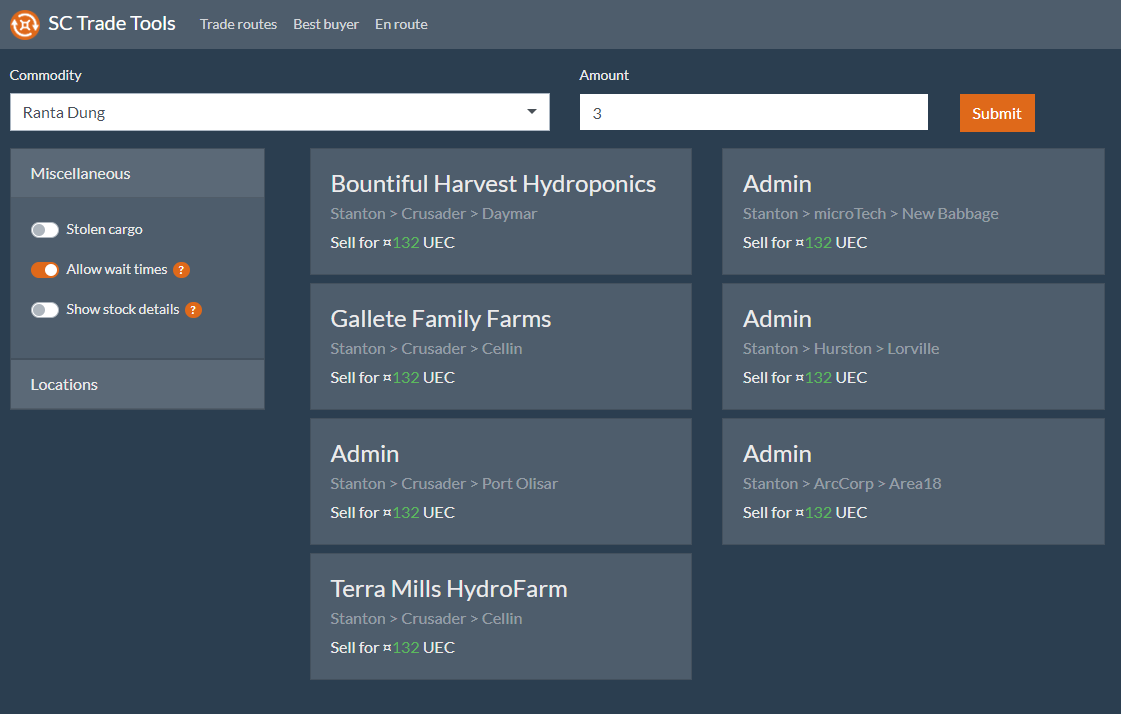 SC Trade Tools
Trade routes
Best buyer
En route
Commodity
Amount
Ranta Dung
3
Submit
Miscellaneous
Stolen cargo
Allow wait times ?
Show stock details ?
Locations
Bountiful Harvest Hydroponics
Stanton > Crusader > Daymar
Sell for ¤132 UEC
Admin
Stanton > microTech > New Babbage
Sell for ¤132 UEC
Gallete Family Farms
Stanton > Crusader > Cellin
Sell for ¤132 UEC
Admin
Stanton > Hurston > Lorville
Sell for ¤132 UEC
Admin
Stanton > Crusader > Port Olisar
Sell for ¤132 UEC
Admin
Stanton > ArcCorp > Area18
Sell for ¤132 UEC
Terra Mills HydroFarm
Stanton > Crusader > Cellin
Sell for ¤132 UEC